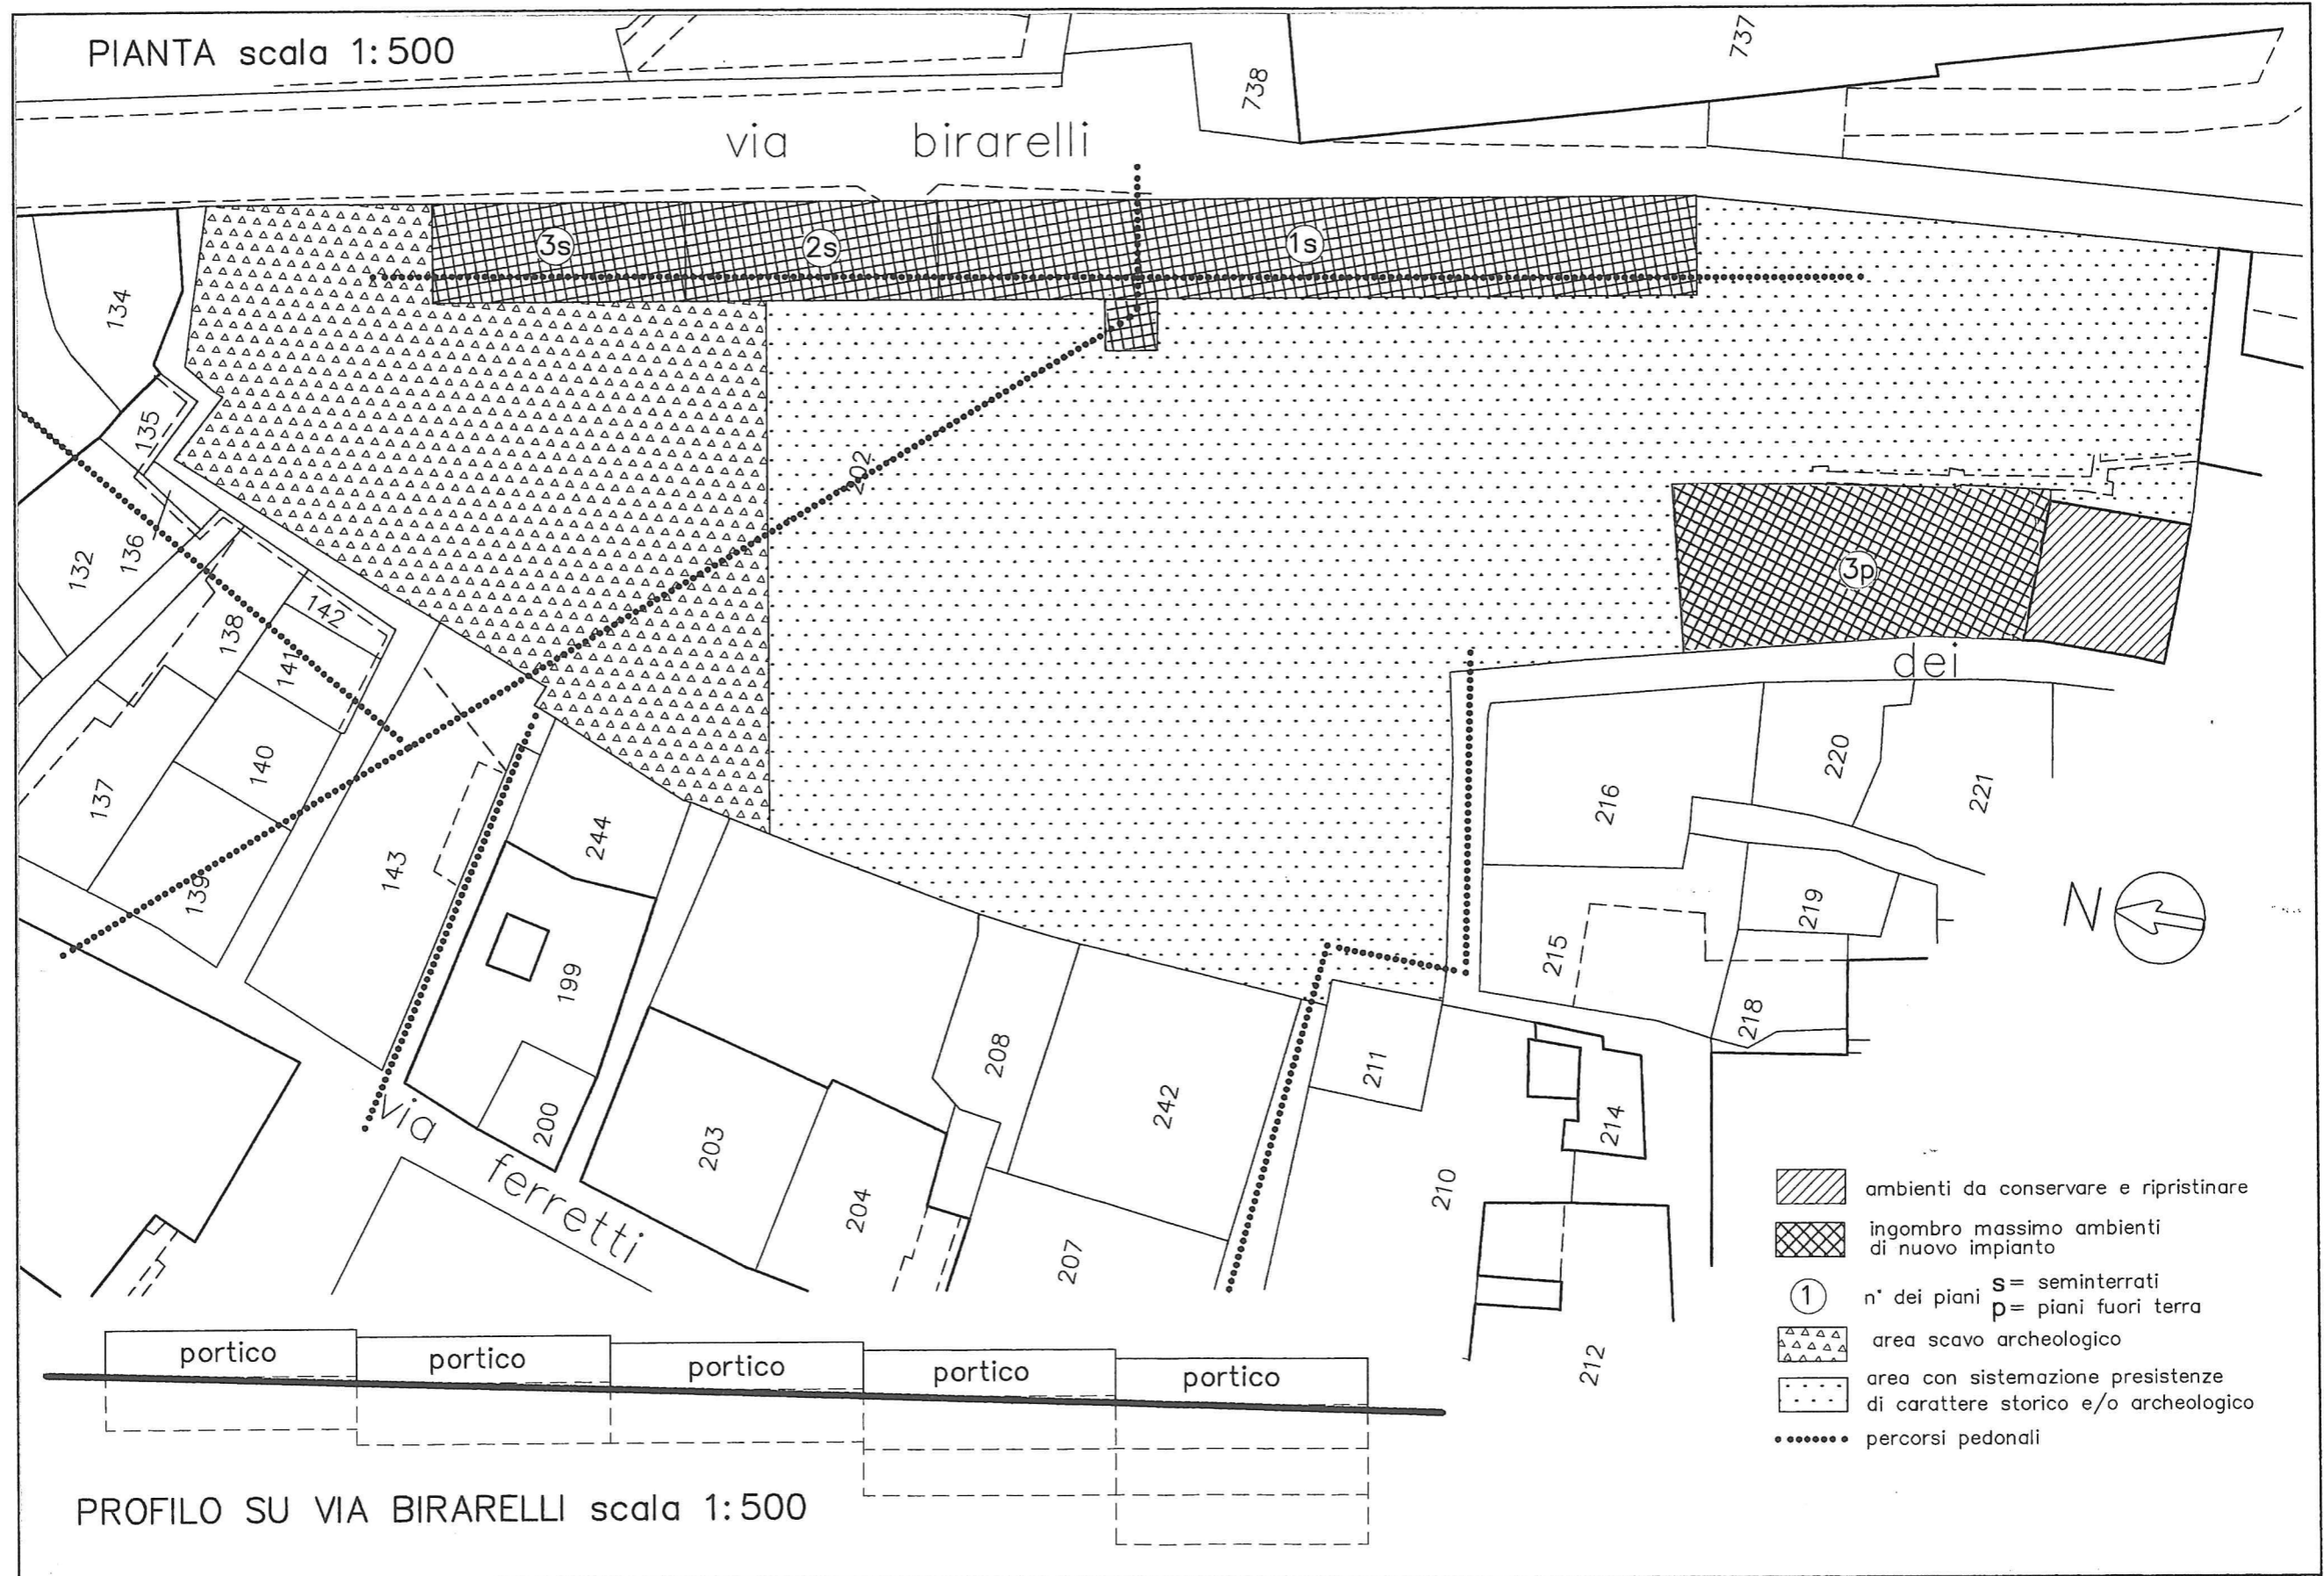 PIANTA scala 1:500
737
738
via birarelli
3s
2s
1s
134
135
202
136
132
138
142
141
3p
dei
140
137
143
139
244
199
200
216
220
221
219
215
218
N
208
242
211
214
via ferretti
203
204
207
210
212
ambienti da conservare e ripristinare
ingombro massimo ambienti
di nuovo impianto
1 n° dei piani s= seminterrati
p= piani fuori terra
area scavo archeologico
area con sistemazione presistenze
di carattere storico e/o archeologico
percorsi pedonali
portico
portico
portico
portico
portico
PROFILO SU VIA BIRARELLI scala 1:500